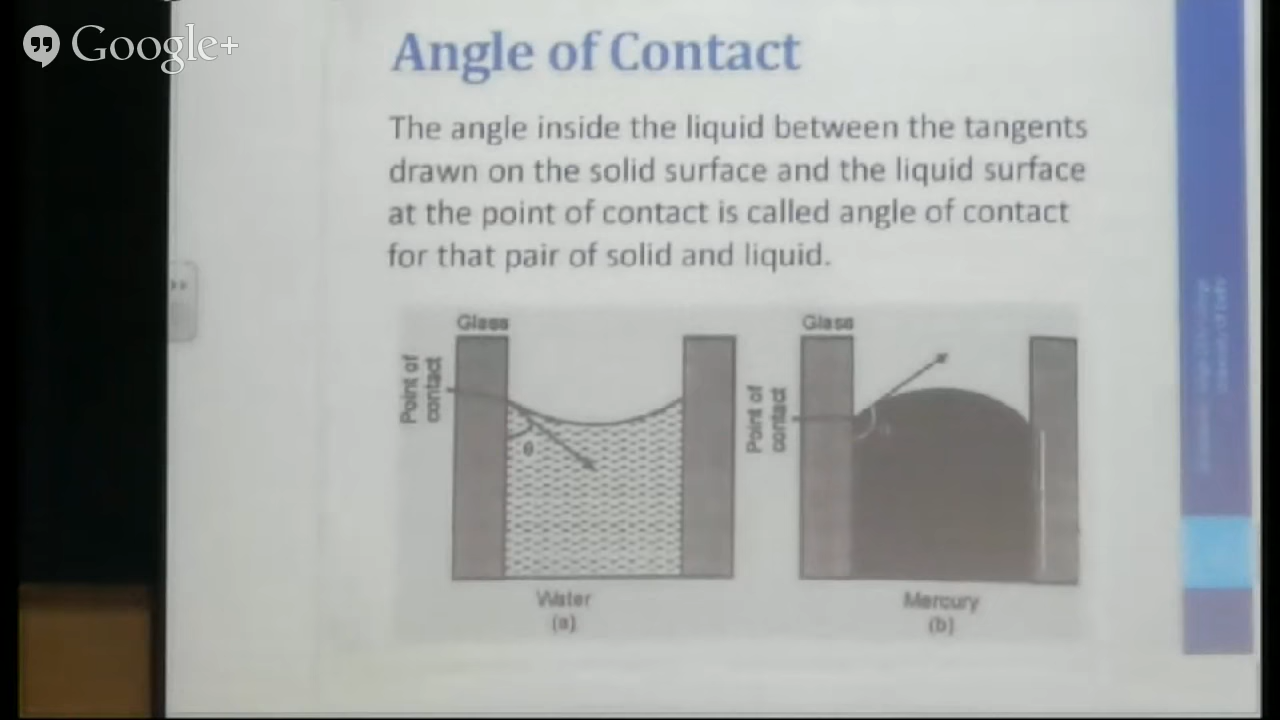 Google+
Angle of Contact
The angle inside the liquid between the tangents
drawn on the solid surface and the liquid surface
at the point of contact is called angle of contact
for that pair of solid and liquid.
Glass
Point of
contact
θ
Water
(a)
Glass
Point of
contact
Mercury
(b)